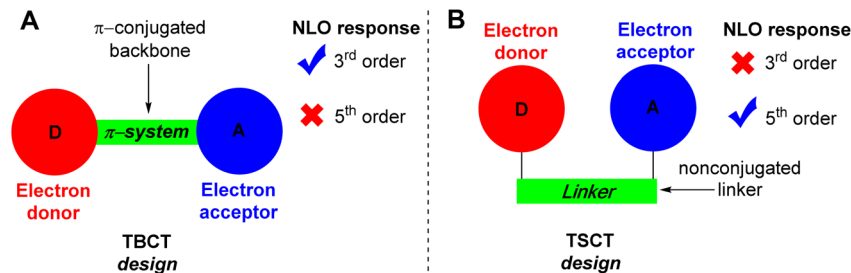 A
π−conjugated
backbone
NLO response
3rd order
5th order
D
π−system
A
Electron
donor
Electron
acceptor
TBCT
design
B
Electron
donor
Electron
acceptor
NLO response
3rd order
5th order
D
A
nonconjugated
linker
Linker
TSCT
design